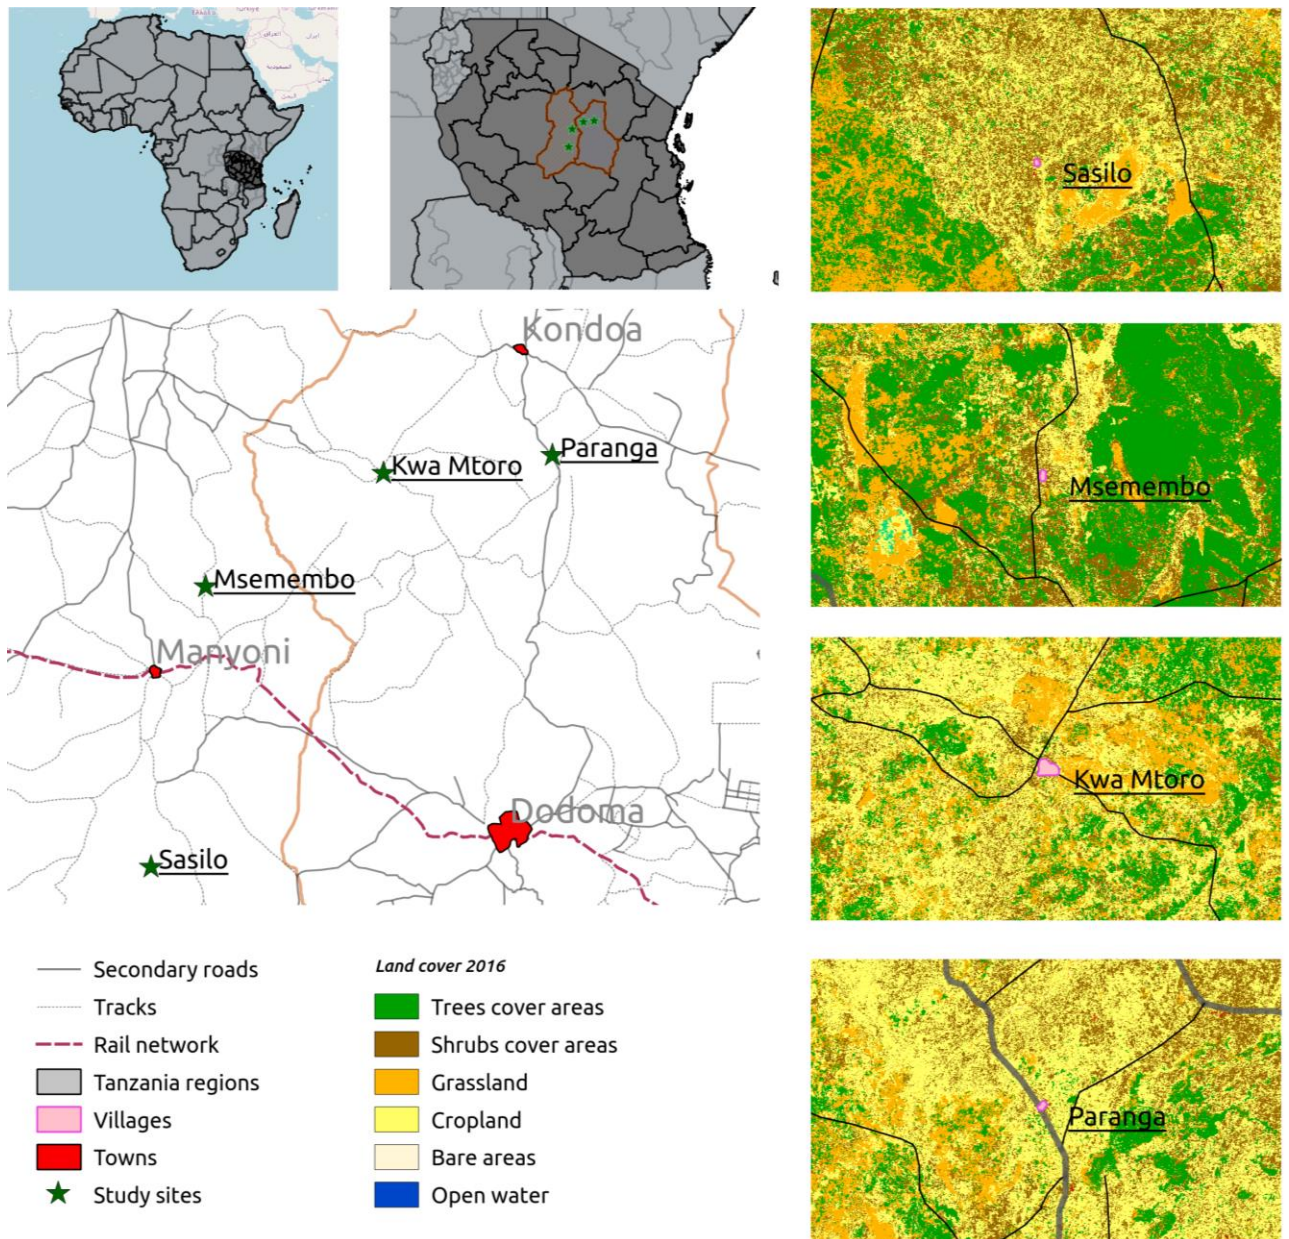 Sasilo
Kondoa
Paranga
Kwa Mtoro
Msemembo
Manyoni
Dodoma
Sasilo
Msemembo
Kwa Mtoro
Paranga
Secondary roads
Tracks
Rail network
Tanzania regions
Villages
Towns
Study sites
Land cover 2016
Trees cover areas
Shrubs cover areas
Grassland
Cropland
Bare areas
Open water